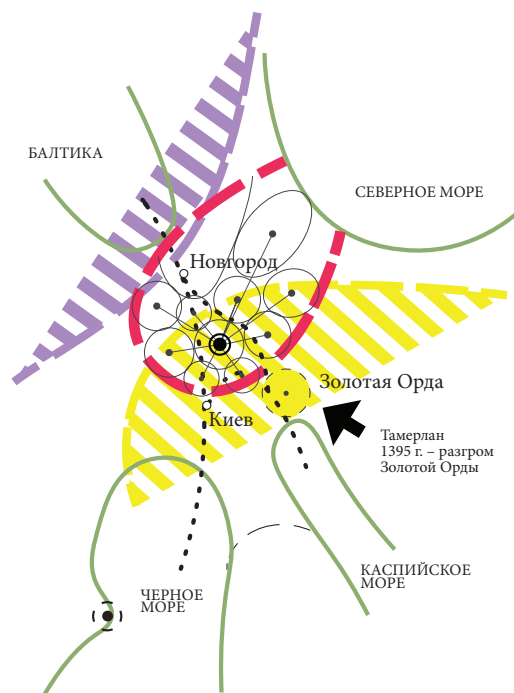 БАЛТИКА
СЕВЕРНОЕ МОРЕ
Новгород
Золотая Орда
Киев
Тамерлан
1395 г. – разгром
Золотой Орды
КАСПИЙСКОЕ
МОРЕ
ЧЕРНОЕ
МОРЕ